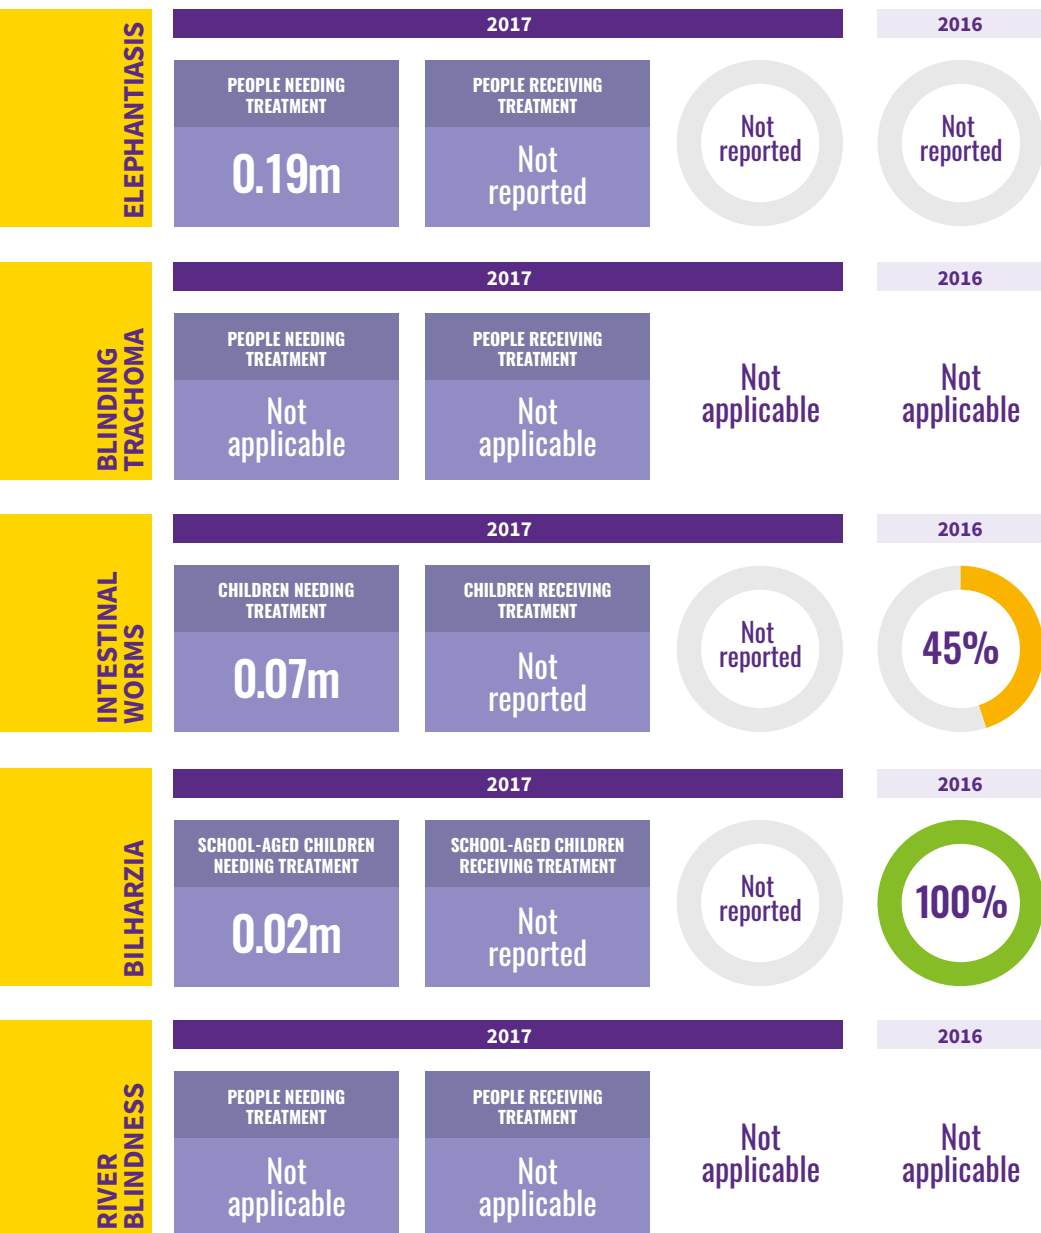 ELEPHANTIASIS
2017
2016
PEOPLE NEEDING
TREATMENT
0.19m
PEOPLE RECEIVING
TREATMENT
Not
reported
Not
reported
Not
reported
BLINDING
TRACHOMA
2017
2016
PEOPLE NEEDING
TREATMENT
Not
applicable
PEOPLE RECEIVING
TREATMENT
Not
applicable
Not
applicable
Not
applicable
INTESTINAL
WORMS
2017
2016
CHILDREN NEEDING
TREATMENT
0.07m
CHILDREN RECEIVING
TREATMENT
Not
reported
Not
reported
45%
BILHARZIA
2017
2016
SCHOOL-AGED CHILDREN
NEEDING TREATMENT
0.02m
SCHOOL-AGED CHILDREN
RECEIVING TREATMENT
Not
reported
Not
reported
100%
RIVER
BLINDNESS
2017
2016
PEOPLE NEEDING
TREATMENT
Not
applicable
PEOPLE RECEIVING
TREATMENT
Not
applicable
Not
applicable
Not
applicable